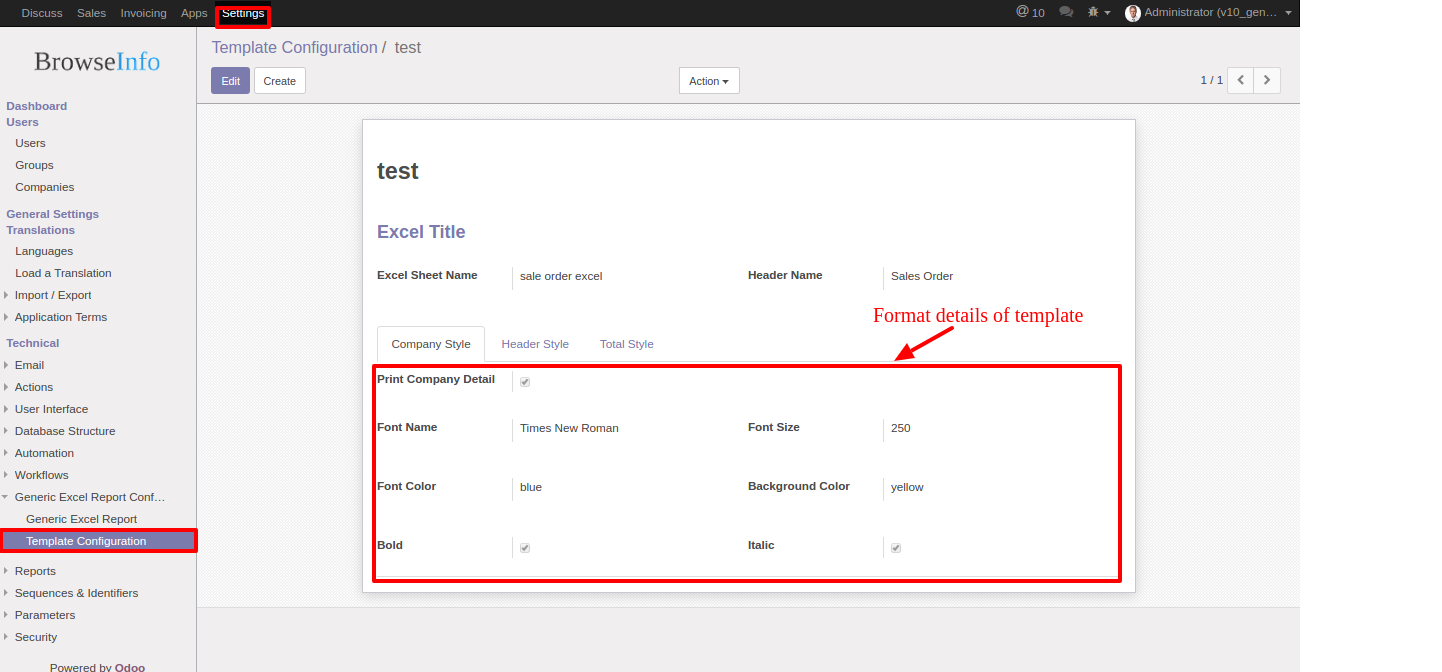 Discuss Sales Invoicing Apps Settings @ 10 Administrator (v10_gen...
BrowseInfo
Template Configuration / test
Edit Create Action 1 / 1
Dashboard
Users
Users
Groups
Companies
General Settings
Translations
Languages
Load a Translation
Import / Export
Application Terms
Technical
Email
Actions
User Interface
Database Structure
Automation
Workflows
Generic Excel Report Conf...
Generic Excel Report
Template Configuration
Reports
Sequences & Identifiers
Parameters
Security
Powered by Odoo
test
Excel Title
Excel Sheet Name sale order excel Header Name Sales Order
Format details of template
Company Style Header Style Total Style
Print Company Detail
Font Name Times New Roman Font Size 250
Font Color blue Background Color yellow
Bold Italic